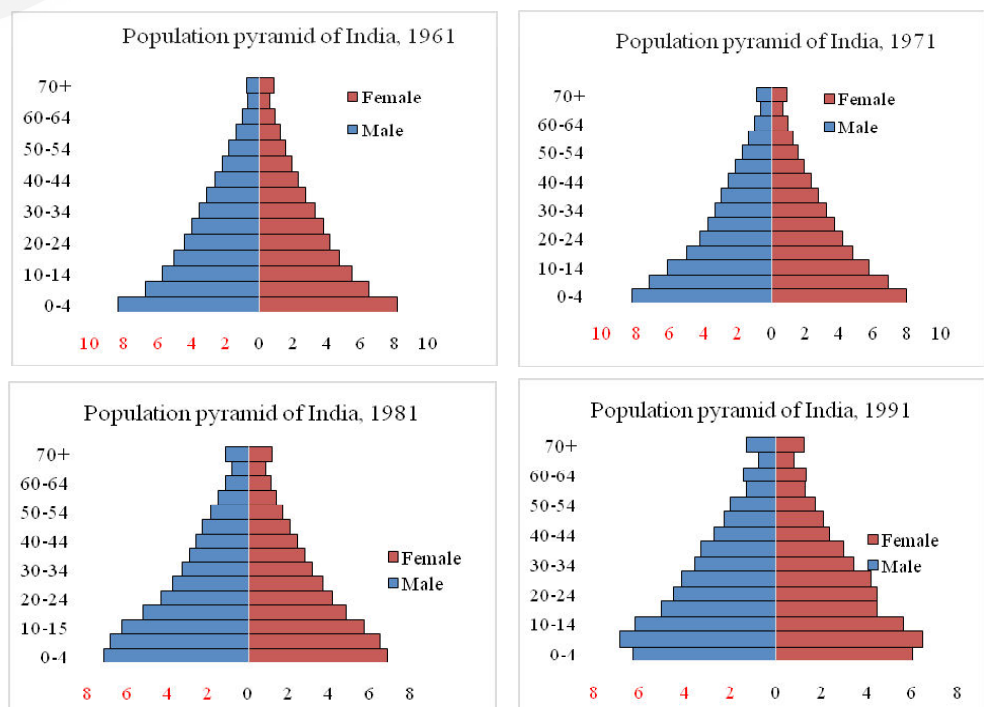 Population pyramid of India, 1961
70+
60-64
50-54
40-44
30-34
20-24
10-14
0-4
Female
Male
10 8 6 4 2 0 2 4 6 8 10
Population pyramid of India, 1971
70+
60-64
50-54
40-44
30-34
20-24
10-14
0-4
Female
Male
10 8 6 4 2 0 2 4 6 8 10
Population pyramid of India, 1981
70+
60-64
50-54
40-44
30-34
20-24
10-15
0-4
Female
Male
8 6 4 2 0 2 4 6 8
Population pyramid of India, 1991
70+
60-64
50-54
40-44
30-34
20-24
10-14
0-4
Female
Male
8 6 4 2 0 2 4 6 8